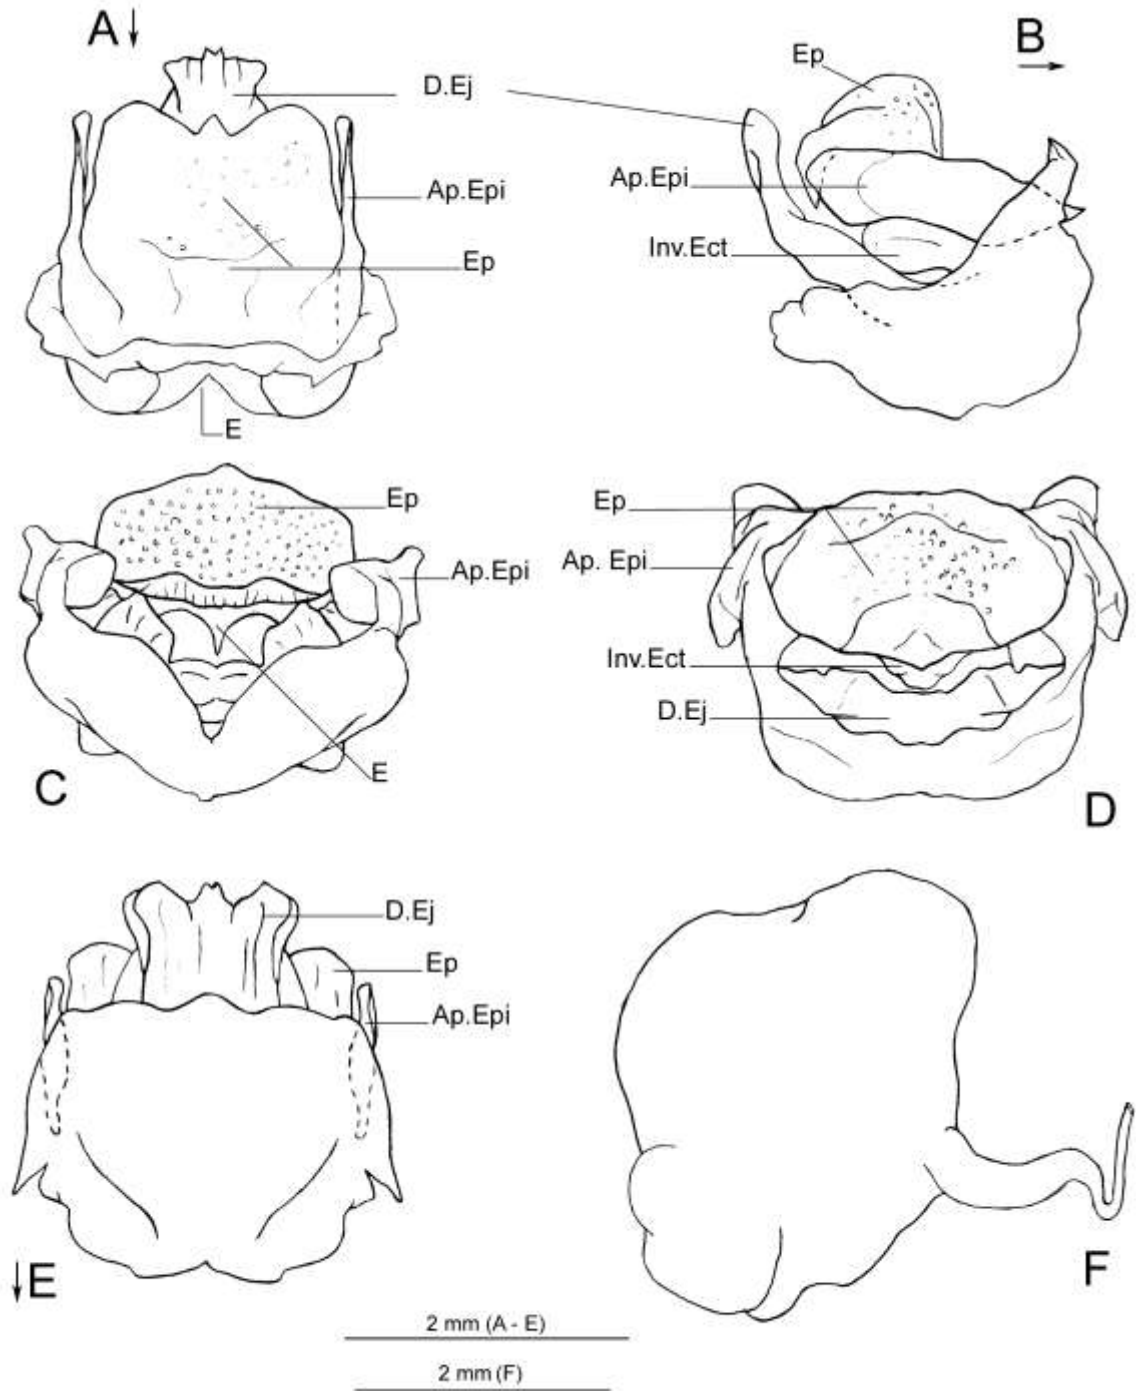 A
D.Ej
Ap.Epi
Ep
E
B
Ep
Ap.Epi
Inv.Ect
Ep
Ap.Epi
E
C
Ep
Ap. Epi
Inv.Ect
D.Ej
D
D.Ej
Ep
Ap.Epi
E
F
2 mm (A - E)
2 mm (F)